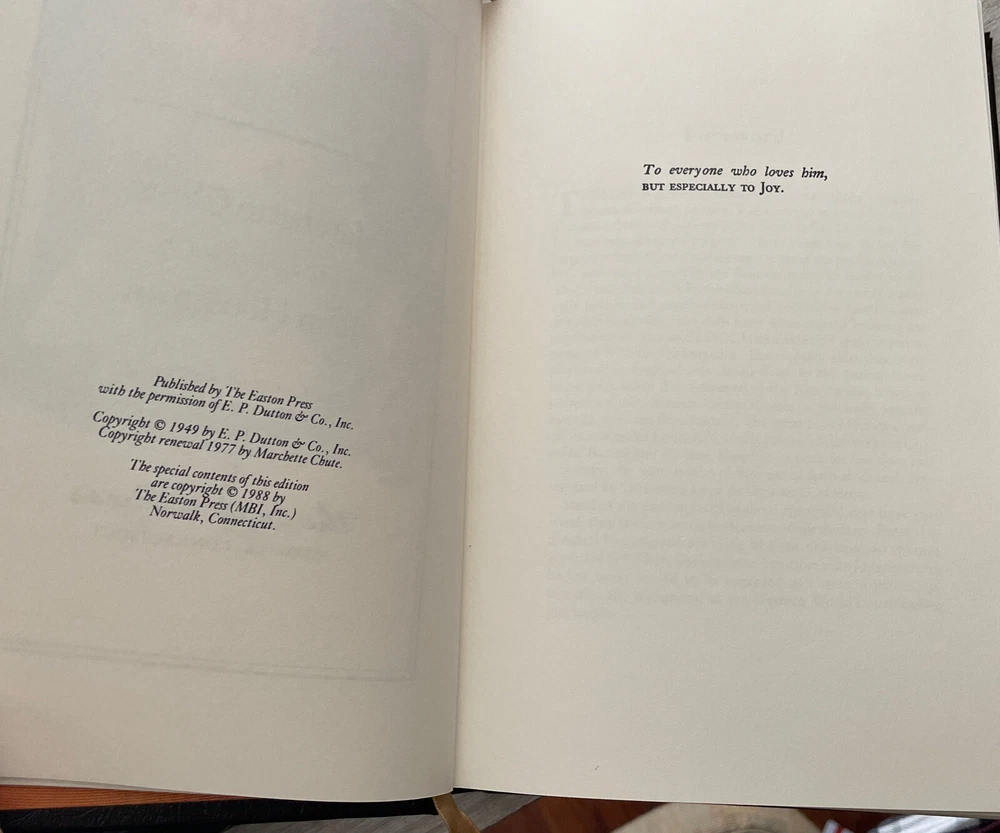 Published by The Easton Press
with the permission of E. P. Dutton & Co., Inc.
Copyright © 1949 by E. P. Dutton & Co., Inc.
Copyright renewal 1977 by Marchette Chute.
The special contents of this edition
are copyright © 1988 by
The Easton Press (MBI, Inc.)
Norwalk, Connecticut.
To everyone who loves him,
BUT ESPECIALLY TO JOY.